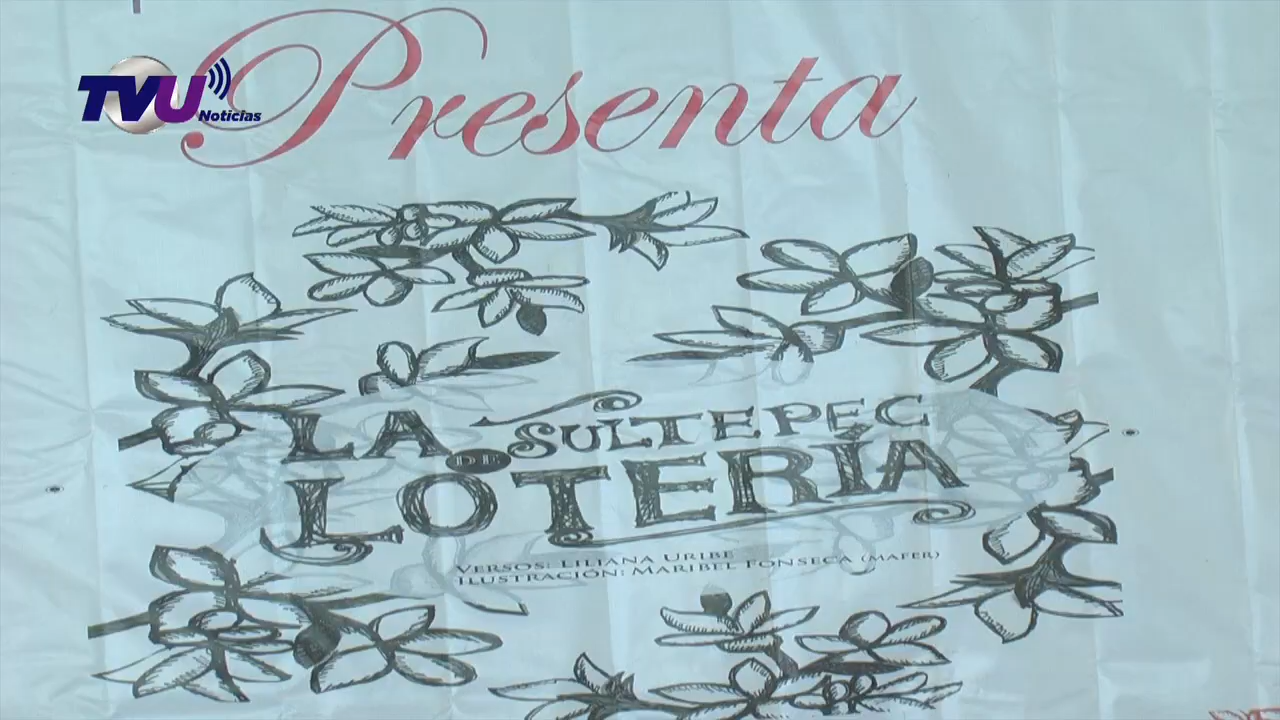 Presenta
TVU
Noticias
LA
DE
SULTEPEC
LOTERÍA
VERSOS: LILIANA URIBE
ILUSTRACIÓN: MARIBEL FONSECA (MAFER)